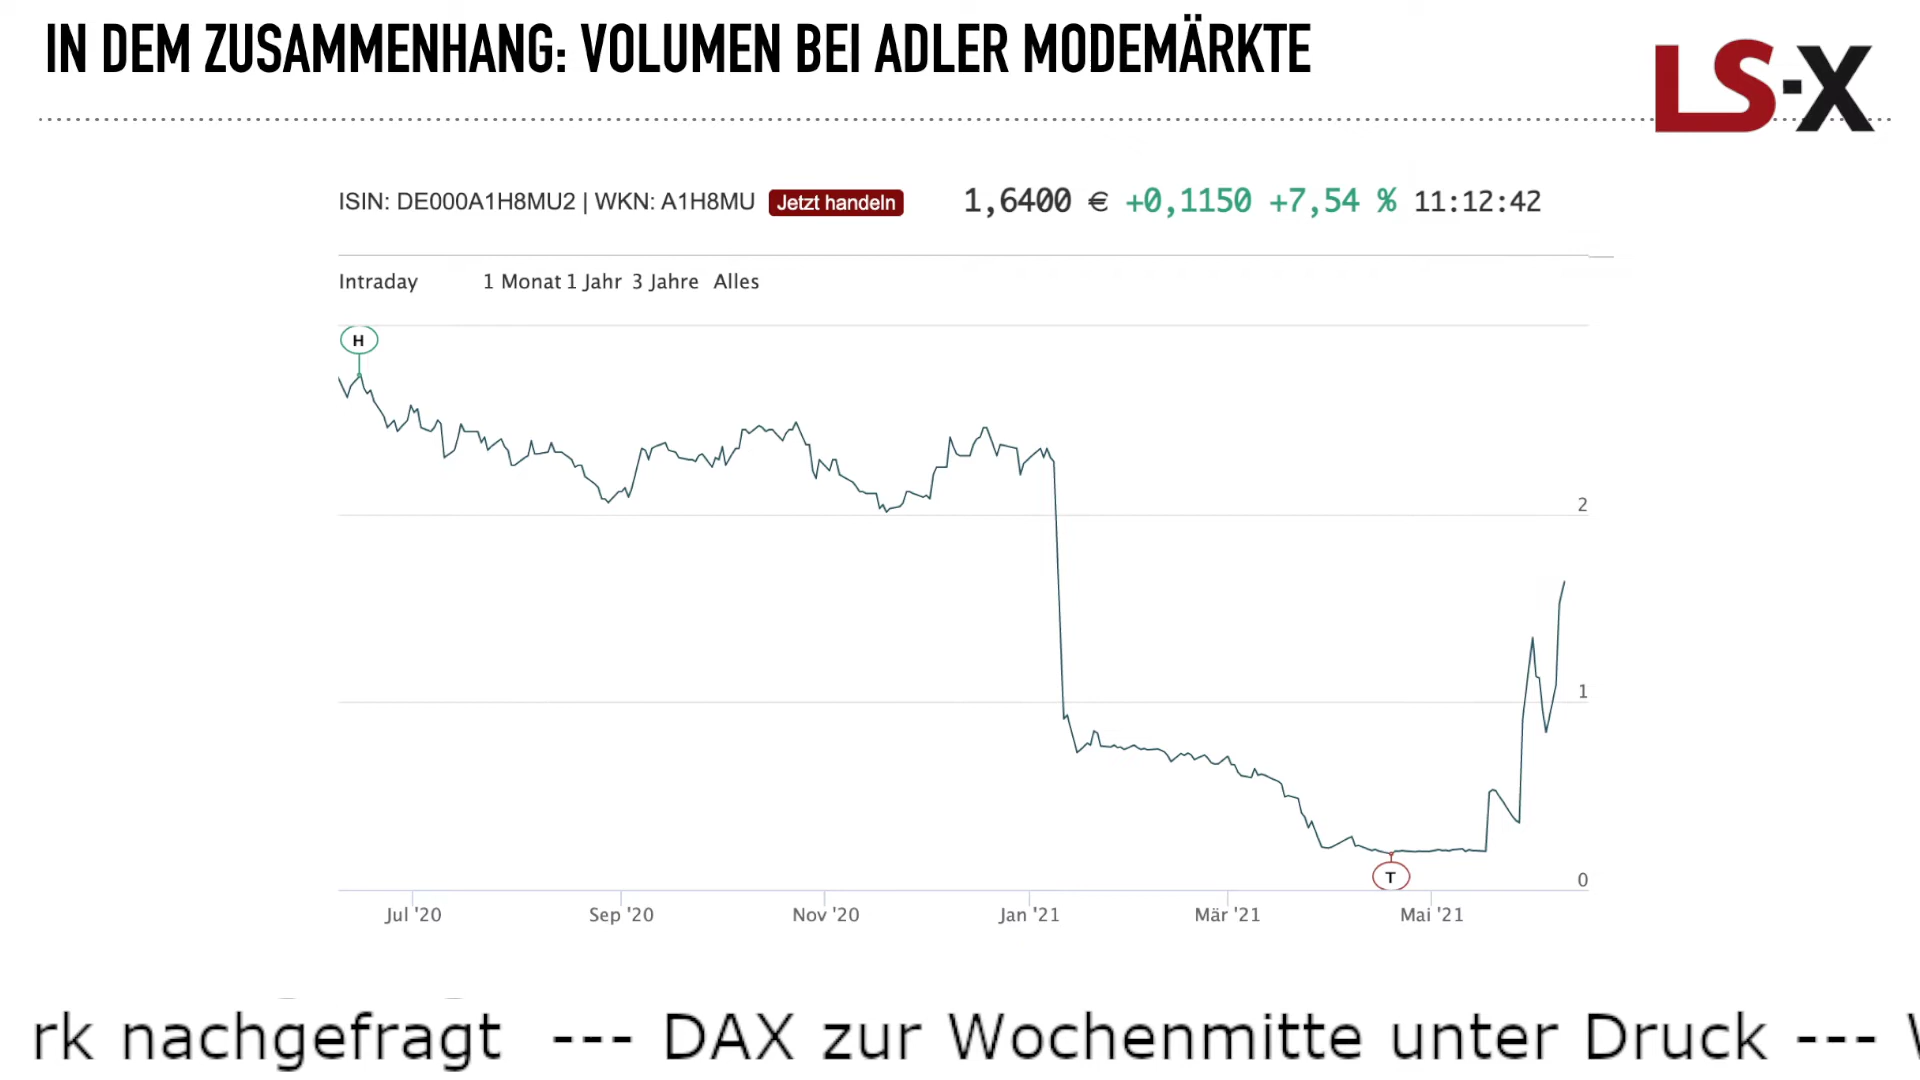 IN DEM ZUSAMMENHANG: VOLUMEN BEI ADLER MODEMÄRKTE
LS-X
ISIN: DE000A1H8MU2 | WKN: A1H8MU Jetzt handeln 1,6400 € +0,1150 +7,54 % 11:12:42
Intraday 1 Monat 1 Jahr 3 Jahre Alles
H
2
1
T
0
Jul '20 Sep '20 Nov '20 Jan '21 Mär '21 Mai '21
rk nachgefragt --- DAX zur Wochenmitte unter Druck ---